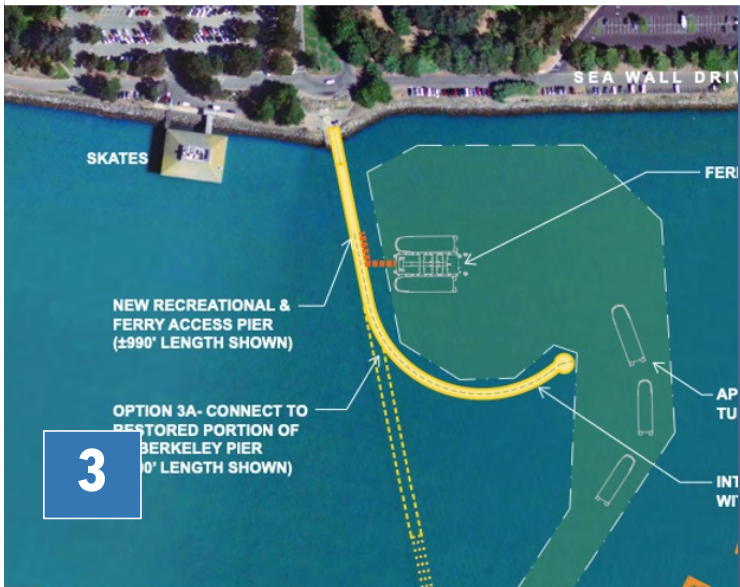 SEA WALL DRIV
SKATES
FERI
NEW RECREATIONAL &
FERRY ACCESS PIER
(±990' LENGTH SHOWN)
OPTION 3A- CONNECT TO
RESTORED PORTION OF
BERKELEY PIER
00' LENGTH SHOWN)
3
AP
TU
INT
WI